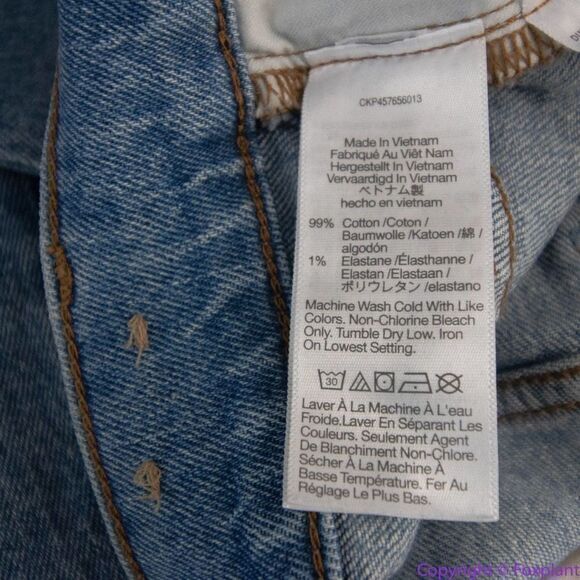 CKP457656013
Made In Vietnam
Fabriqué Au Viêt Nam
Hergestellt In Vietnam
Vervaardigd In Vietnam
ベトナム製
hecho en vietnam
99% Cotton /Coton/
Baumwolle /Katoen /綿 /
algodón
1% Elastane /Élasthanne/
Elastan /Elastaan/
ポリウレタン /elastano
Machine Wash Cold With Like
Colors. Non-Chlorine Bleach
Only. Tumble Dry Low. Iron
On Lowest Setting.
30
Laver À La Machine À L'eau
Froide.Laver En Séparant Les
Couleurs. Seulement Agent
De Blanchiment Non-Chlore.
Sécher À La Machine À
Basse Température. Fer Au
Réglage Le Plus Bas.
Copyright © Foxplant